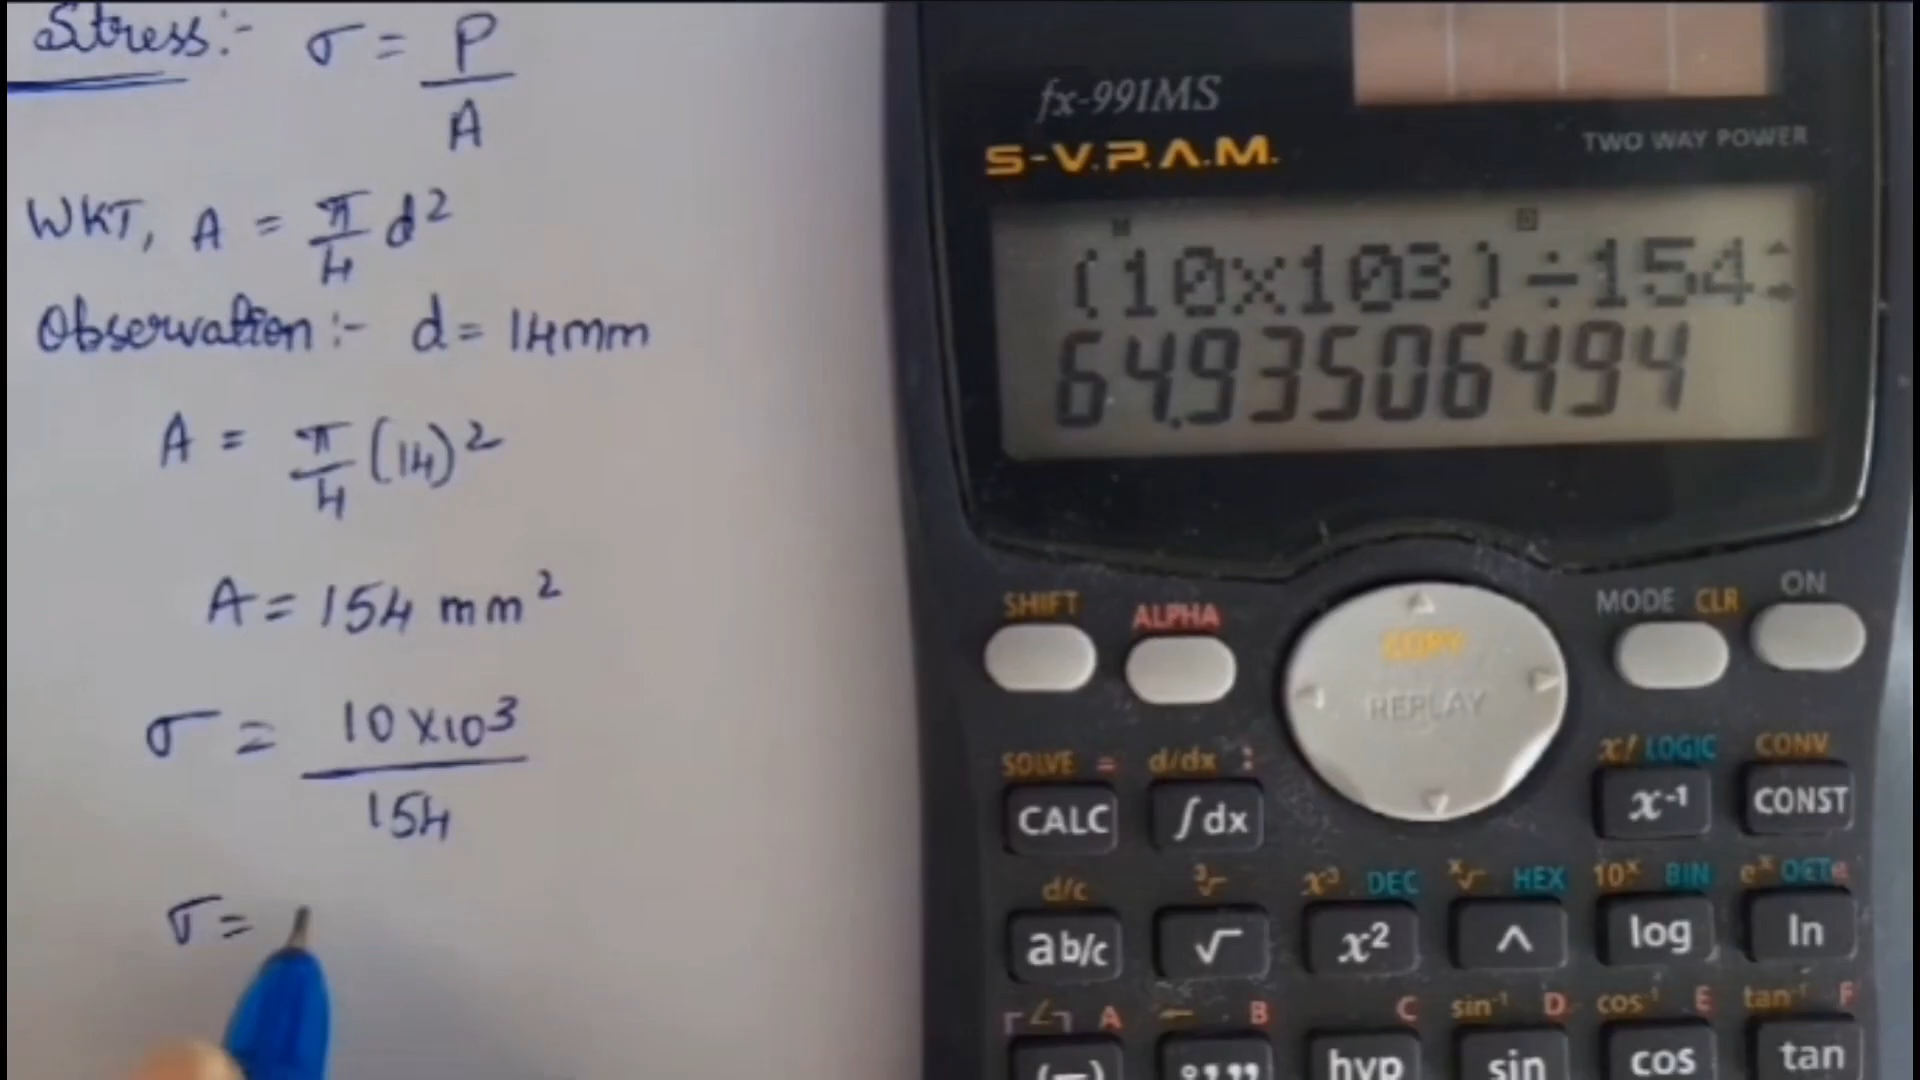 Stress:- σ = P
A
WKT, A = π/4 d²
Observation:- d = 14mm
A = π/4 (14)²
A = 154 mm²
σ = 10×10³
154
σ =
fx-991MS
S-V.P.A.M.
TWO WAY POWER
M D
(10×10³)÷154
64.93506494
SHIFT ALPHA MODE CLR ON
COPY
REPLAY
SOLVE = d/dx : x! LOGIC CONV
CALC ∫dx x⁻¹ CONST
d/c ³√ x³ DEC ˣ√ HEX 10ˣ BIN eˣ OCT e
ab/c √ x² ^ log ln
∠ A ← B C sin⁻¹ D cos⁻¹ E tan⁻¹ F
(−) °,,, hyp sin cos tan